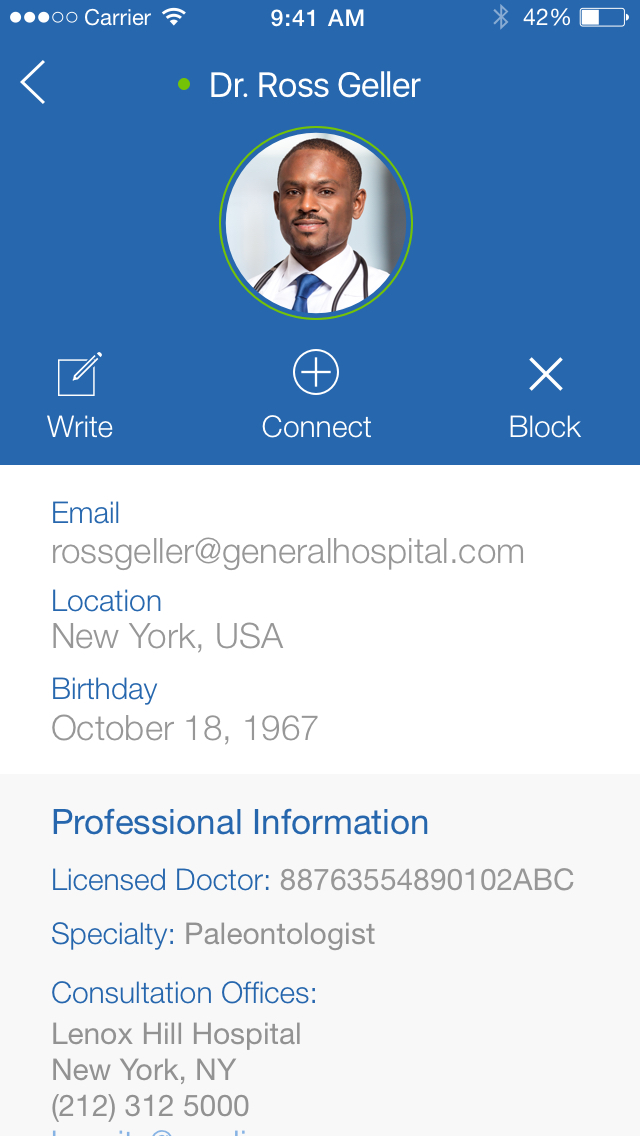 Carrier 9:41 AM 42%
Dr. Ross Geller
Write Connect Block
Email
rossgeller@generalhospital.com
Location
New York, USA
Birthday
October 18, 1967
Professional Information
Licensed Doctor: 88763554890102ABC
Specialty: Paleontologist
Consultation Offices:
Lenox Hill Hospital
New York, NY
(212) 312 5000